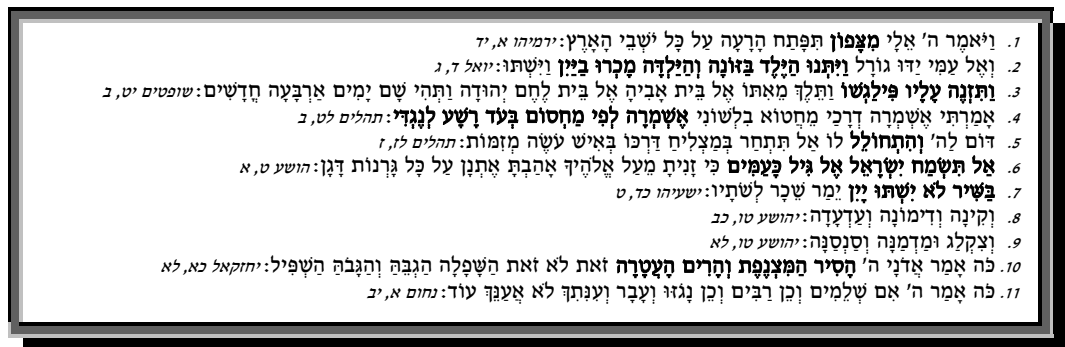 1. וַיֹּאמֶר ה' אֵלָי מִצָּפוֹן תִּפָּתַח הָרָעָה עַל כָּל יֹשְׁבֵי הָאָרֶץ: ירמיהו א, יד
2. וְאֶל עַמִּי יַדּוּ גוֹרָל וַיִּתְּנוּ הַיֶּלֶד בַּזּוֹנָה וְהַיַּלְדָּה מָכְרוּ בַיַּיִן וַיִּשְׁתּוּ: יואל ד, ג
3. וַתִּזְנֶה עָלָיו פִּילַגְשׁוֹ וַתֵּלֶךְ מֵאִתּוֹ אֶל בֵּית אָבִיהָ אֶל בֵּית לֶחֶם יְהוּדָה וַתְּהִי שָׁם יָמִים אַרְבָּעָה חֳדָשִׁים: שופטים יט, ב
4. אָמַרְתִּי אֶשְׁמְרָה דְרָכַי מֵחֲטוֹא בִלְשׁוֹנִי אֶשְׁמְרָה לְפִי מַחְסוֹם בְּעֹד רָשָׁע לְנֶגְדִּי: תהלים לט, ב
5. דּוֹם לַה' וְהִתְחוֹלֵל לוֹ אַל תִּתְחַר בְּמַצְלִיחַ דַּרְכּוֹ בְּאִישׁ עֹשֶׂה מְזִמּוֹת: תהלים לז, ז
6. אַל תִּשְׂמַח יִשְׂרָאֵל אֶל גִּיל כָּעַמִּים כִּי זָנִיתָ מֵעַל אֱלֹהֶיךָ אָהַבְתָּ אֶתְנָן עַל כָּל גָּרְנוֹת דָּגָן: הושע ט, א
7. בַּשִּׁיר לֹא יִשְׁתּוּ יָיִן יֵמַר שֵׁכָר לְשֹׁתָיו: ישעיהו כד, ט
8. וְקִינָה וְדִימוֹנָה וְעַדְעָדָה: יהושע טו, כב
9. וְצִקְלַג וּמַדְמַנָּה וְסַנְסַנָּה: יהושע טו, לא
10. כֹּה אָמַר אֲדֹנָי ה' הָסִיר הַמִּצְנֶפֶת וְהָרִים הָעֲטָרָה זֹאת לֹא זֹאת הַשָּׁפָלָה הַגְבֵּהַּ וְהַגָּבֹהַּ הַשְׁפִּיל: יחזקאל כא, לא
11. כֹּה אָמַר ה' אִם שְׁלֵמִים וְכֵן רַבִּים וְכֵן נָגֹזּוּ וְעָבָר וְעִנִּתִךְ לֹא אֲעַנֵּךְ עוֹד: נחום א, יב